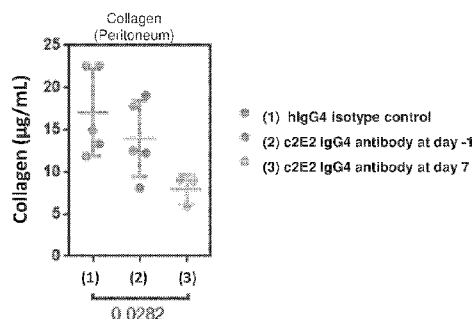 Collagen
(Peritoneum)
Collagen (µg/mL)
25
20
15
10
5
0
(1) (2) (3)
0.0282
(1) hIgG4 isotype control
(2) c2E2 IgG4 antibody at day -1
(3) c2E2 IgG4 antibody at day 7